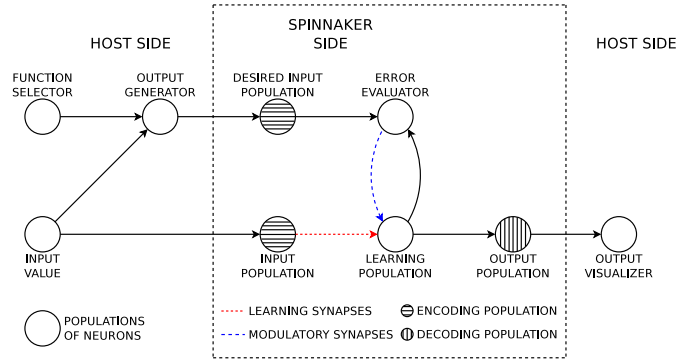 SPINNAKER
SIDE
HOST SIDE
HOST SIDE
FUNCTION
SELECTOR
OUTPUT
GENERATOR
DESIRED INPUT
POPULATION
ERROR
EVALUATOR
INPUT
VALUE
INPUT
POPULATION
LEARNING
POPULATION
OUTPUT
POPULATION
OUTPUT
VISUALIZER
POPULATIONS
OF NEURONS
LEARNING SYNAPSES
MODULATORY SYNAPSES
ENCODING POPULATION
DECODING POPULATION